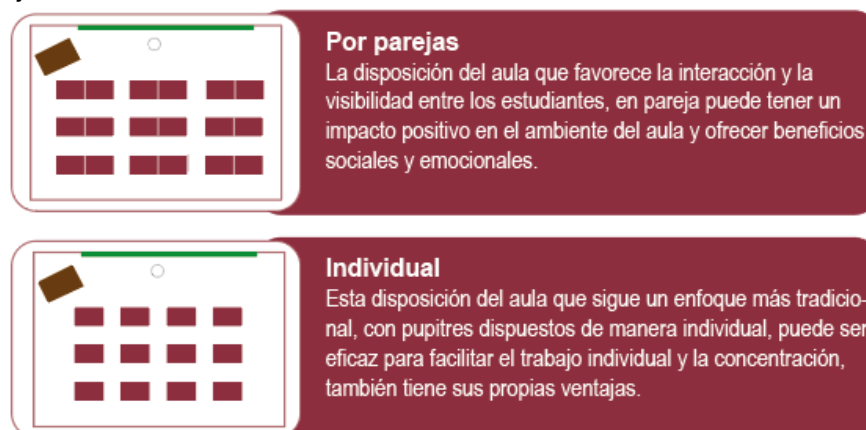 Por parejas
La disposición del aula que favorece la interacción y la
visibilidad entre los estudiantes, en pareja puede tener un
impacto positivo en el ambiente del aula y ofrecer beneficios
sociales y emocionales.
Individual
Esta disposición del aula que sigue un enfoque más tradicio-
nal, con pupitres dispuestos de manera individual, puede ser
eficaz para facilitar el trabajo individual y la concentración,
también tiene sus propias ventajas.